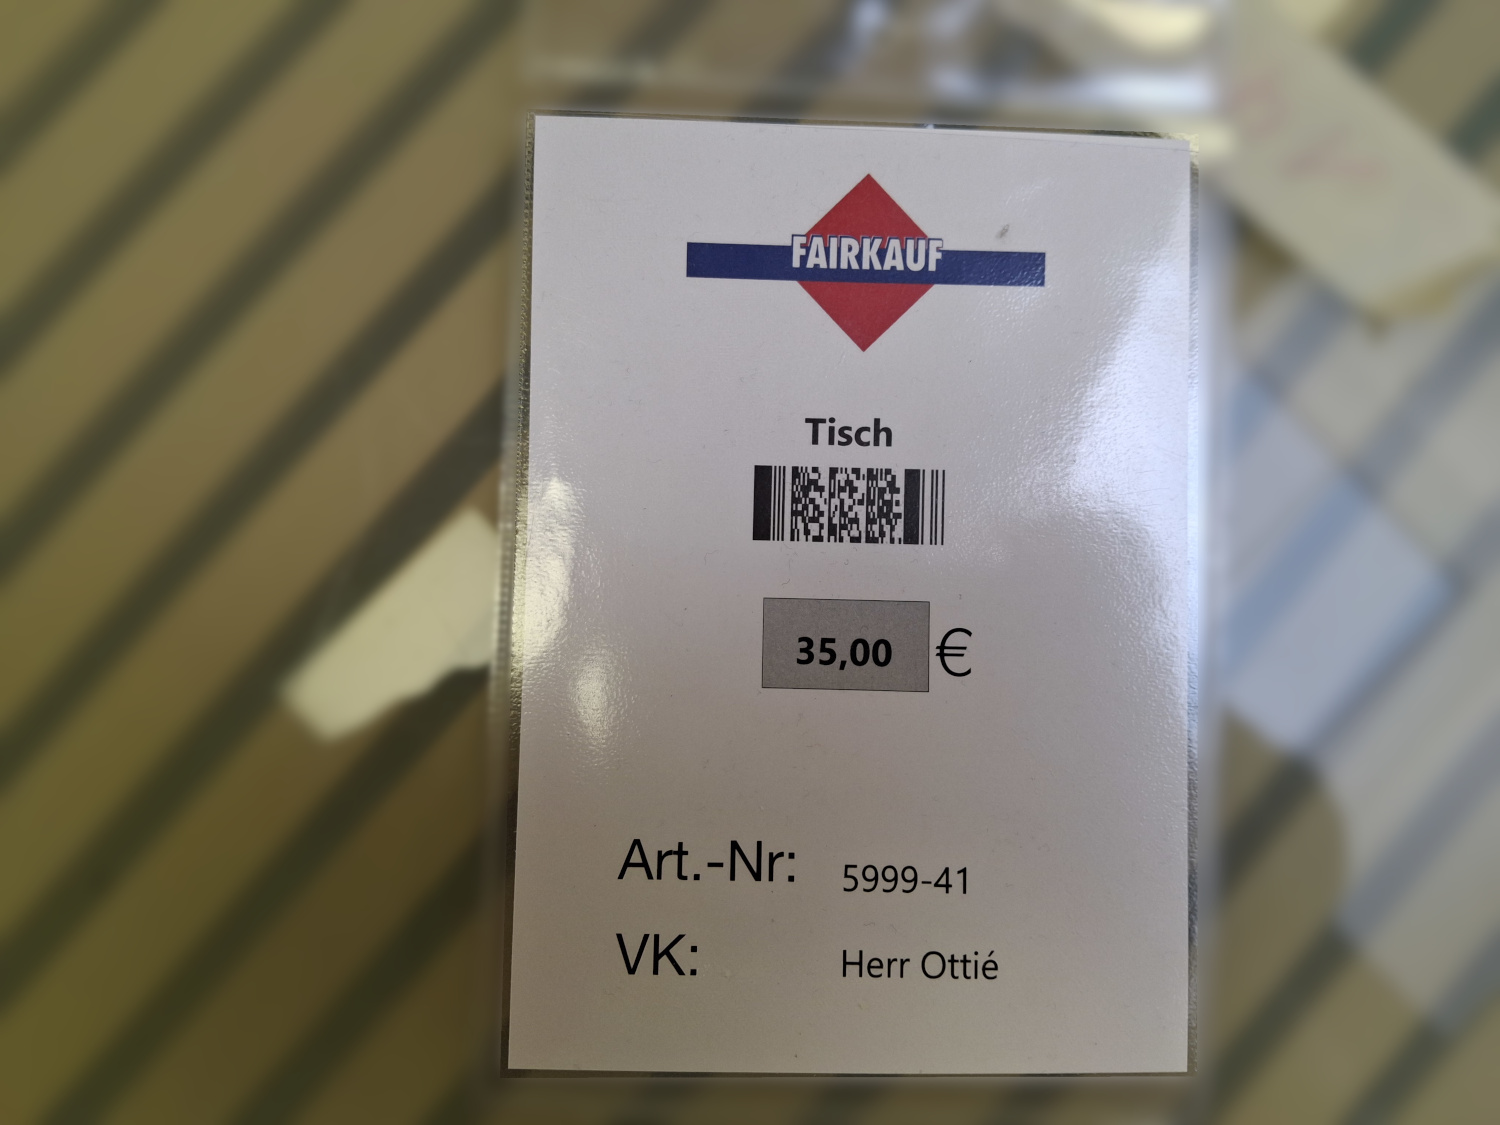 FAIRKAUF
Tisch
35,00 €
Art.-Nr: 5999-41
VK: Herr Ottié